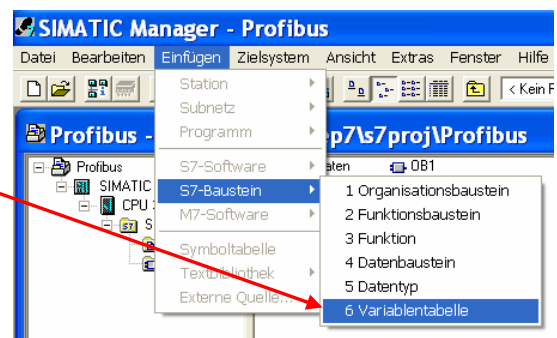 SIMATIC Manager - Profibus
Datei Bearbeiten Einfügen Zielsystem Ansicht Extras Fenster Hilfe
Station
Subnetz
Programm
S7-Software
S7-Baustein
M7-Software
Symboltabelle
Textbibliothek
Externe Quelle...
< Kein F
Profibus - ep7\s7proj\Profibus
Profibus
SIMATIC
CPU
S
aten
OB1
1 Organisationsbaustein
2 Funktionsbaustein
3 Funktion
4 Datenbaustein
5 Datentyp
6 Variablentabelle